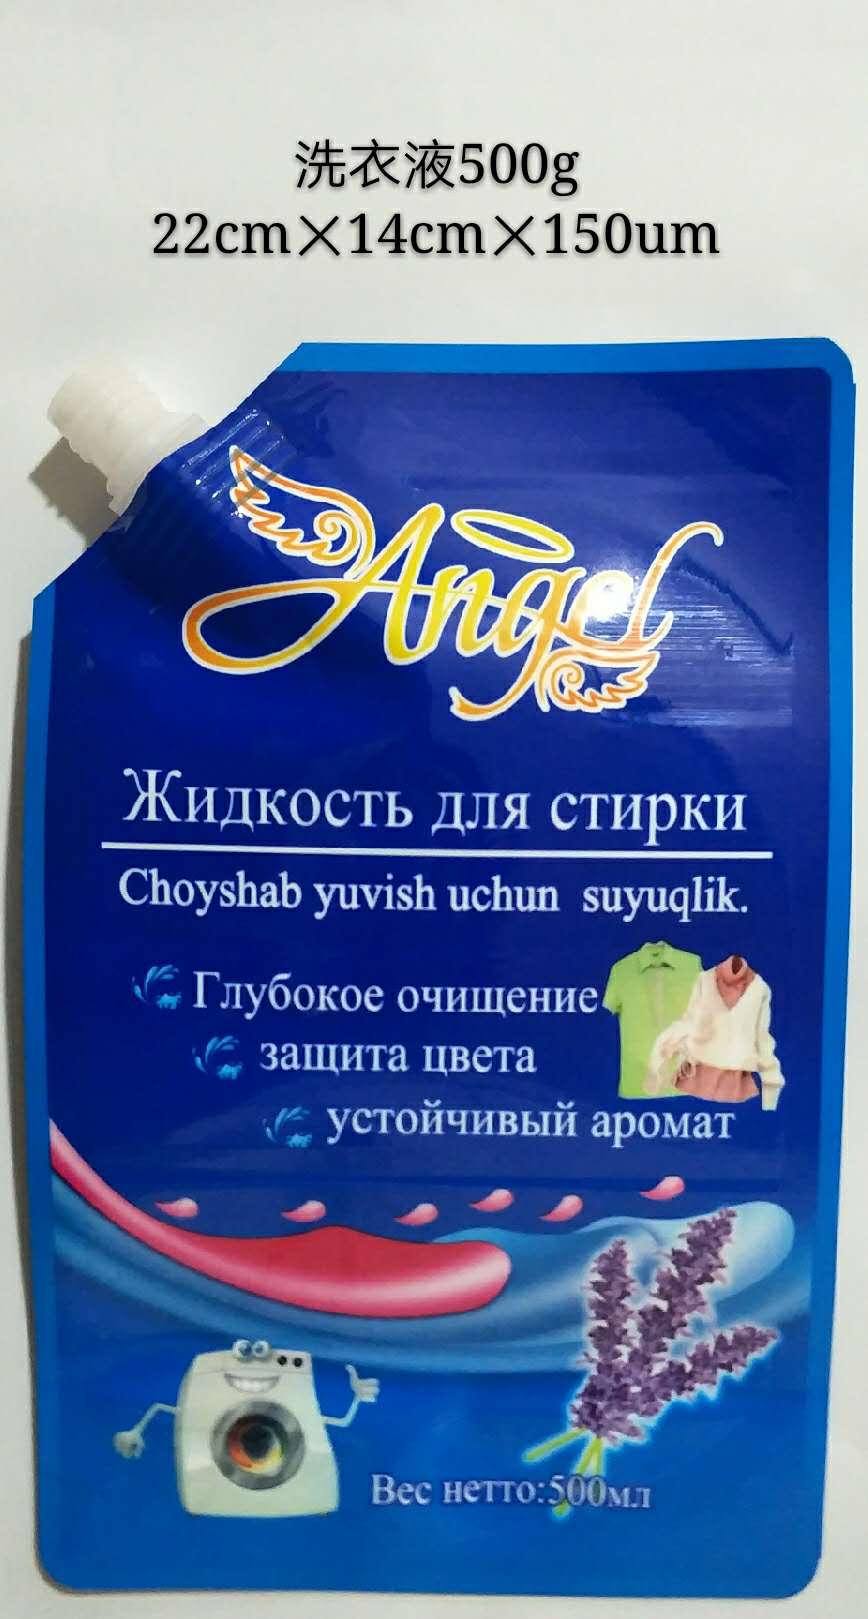 洗衣液500g
22cm×14cm×150um
Angel
Жидкость для стирки
Choyshab yuvish uchun suyuqlik.
Глубокое очищение
защита цвета
устойчивый аромат
Вес нетто:500мл